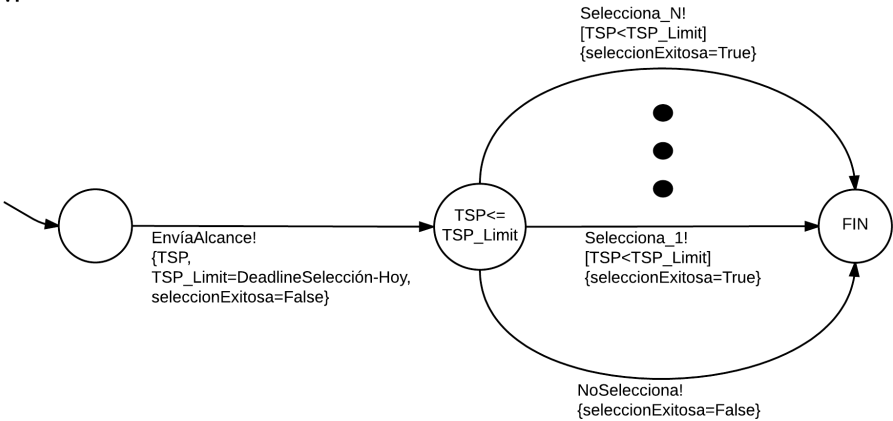 Selecciona_N!
[TSP<TSP_Limit]
{seleccionExitosa=True}
TSP<=
TSP_Limit
FIN
EnvíaAlcance!
{TSP,
TSP_Limit=DeadlineSelección-Hoy,
seleccionExitosa=False}
Selecciona_1!
[TSP<TSP_Limit]
{seleccionExitosa=True}
NoSelecciona!
{seleccionExitosa=False}